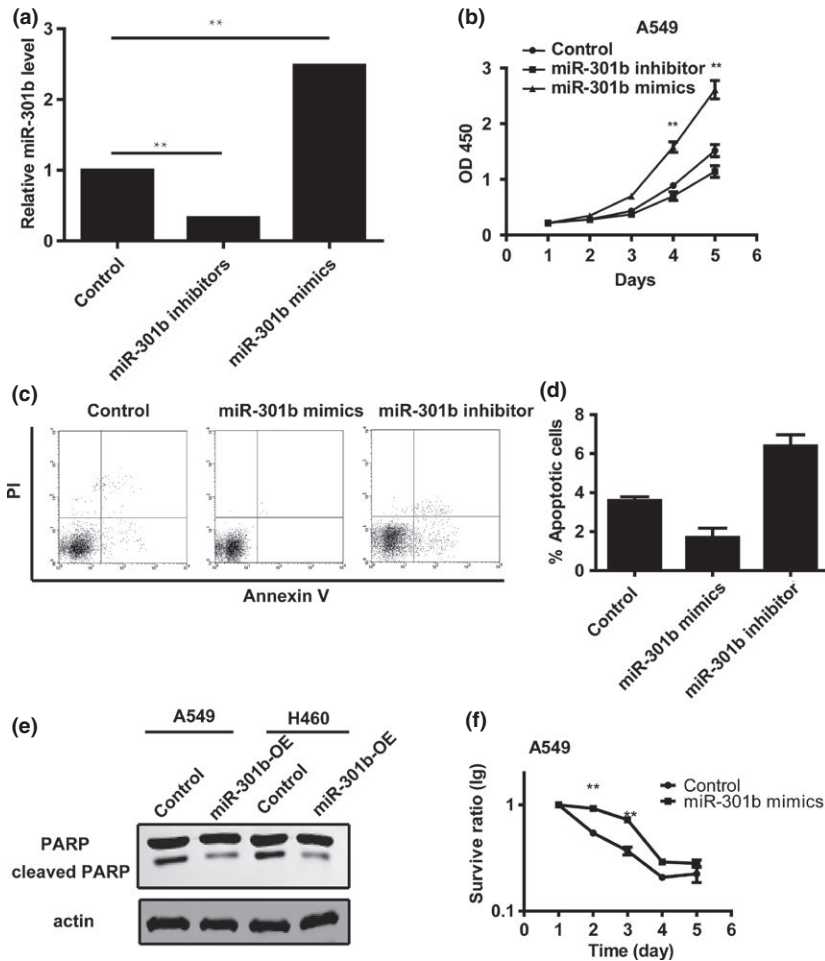 (a)
Relative miR-301b level
3
2
1
0
**
**
Control
miR-301b inhibitors
miR-301b mimics
(b)
A549
Control
miR-301b inhibitor
miR-301b mimics
OD 450
3
2
1
0
**
**
0 1 2 3 4 5 6
Days
(c)
Control
miR-301b mimics
miR-301b inhibitor
PI
Annexin V
(d)
% Apoptotic cells
8
6
4
2
0
Control
miR-301b mimics
miR-301b inhibitor
(e)
A549
H460
Control
miR-301b-OE
Control
miR-301b-OE
PARP
cleaved PARP
actin
(f)
A549
Control
miR-301b mimics
Survive ratio (lg)
1
0.1
**
**
0 1 2 3 4 5 6
Time (day)